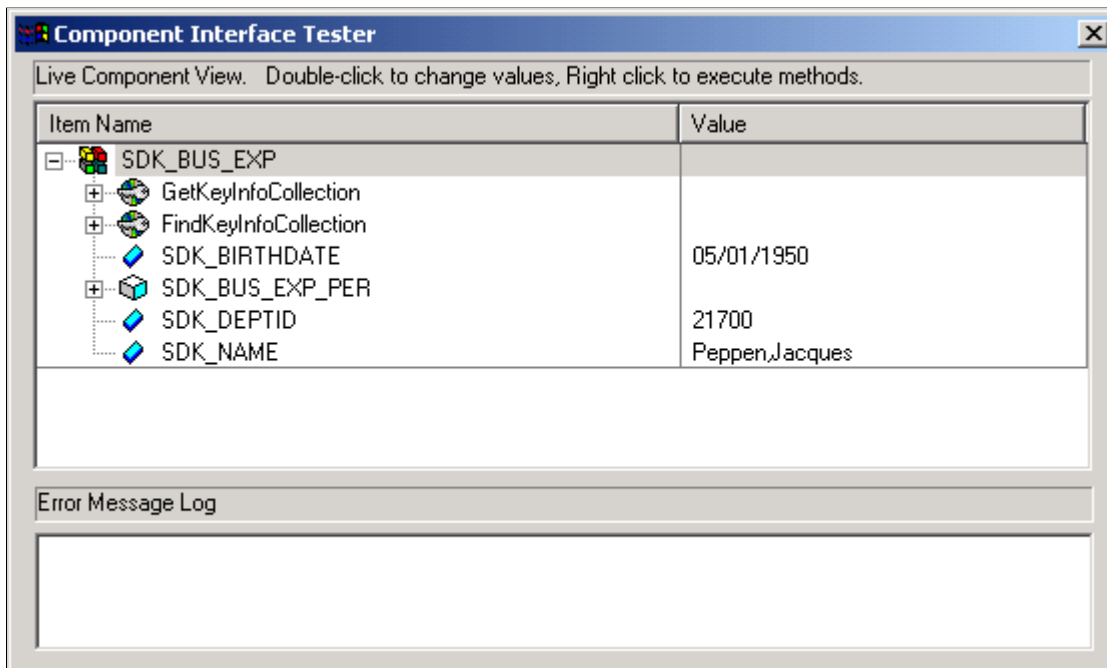 Component Interface Tester
Live Component View.   Double-click to change values, Right click to execute methods.
Item Name Value
SDK_BUS_EXP
GetKeyInfoCollection
FindKeyInfoCollection
SDK_BIRTHDATE 05/01/1950
SDK_BUS_EXP_PER
SDK_DEPTID 21700
SDK_NAME Peppen,Jacques
Error Message Log